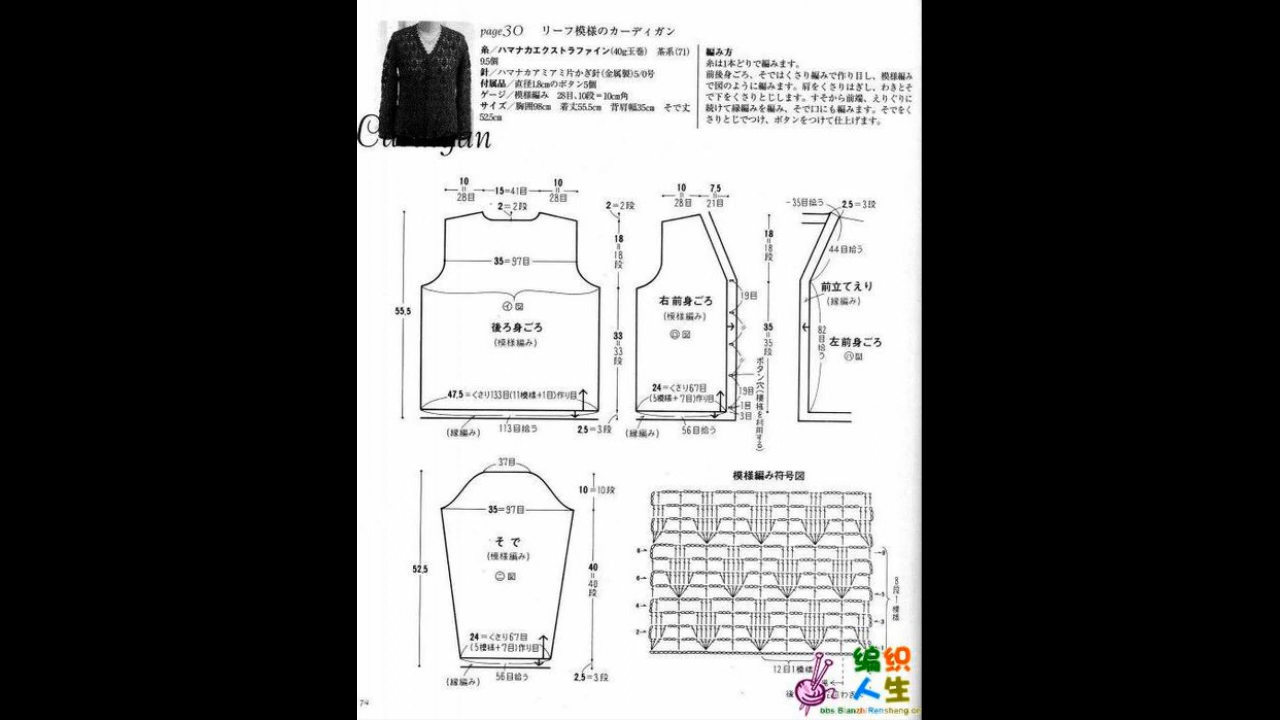 page30 リーフ模様のカーディガン
糸／ハマナカエクストラファイン(40g玉巻) 茶系(71)
9.5個
針／ハマナカアミアミ片かぎ針(金属製)5/0号
付属品／直径1.8cmのボタン5個
ゲージ／模様編み 28目、10段=10cm角
サイズ／胸囲98cm 着丈55.5cm 背肩幅35cm そで丈
52.5cm
編み方
糸は1本どりで編みます。
前後身ごろ、そではくさり編みで作り目し、模様編み
で図のように編みます。肩をくさりはぎし、わきとそ
で下をくさりとじします。すそから前端、えりぐりに
続けて縁編みを編み、そで口にも編みます。そでをく
さりとじでつけ、ボタンをつけて仕上げます。
10=28目
15=41目
10=28目
2=2段
35=97目
55.5
㋑図
後ろ身ごろ
(模様編み)
47.5=くさり133目(11模様+1目)作り目
(縁編み)
113目拾う
2.5=3段
2=2段
18=18段
33=33段
10=28目
7.5=21目
右前身ごろ
(模様編み)
㋺図
24=くさり67目
(5模様+7目)作り目
(縁編み)
56目拾う
19目
19目
1目
3目
ボタン穴(模様を利用する)
18=18段
35=35段
35目拾う
2.5=3段
44目拾う
前立てえり
(縁編み)
82目拾う
左前身ごろ
㋩図
37目
10=10段
35=97目
52.5
そで
(模様編み)
㋥図
40=40段
24=くさり67目
(5模様+7目)作り目
(縁編み)
56目拾う
2.5=3段
模様編み符号図
8
6
4
2
8段1模様
12目1模様
编织
人生
74